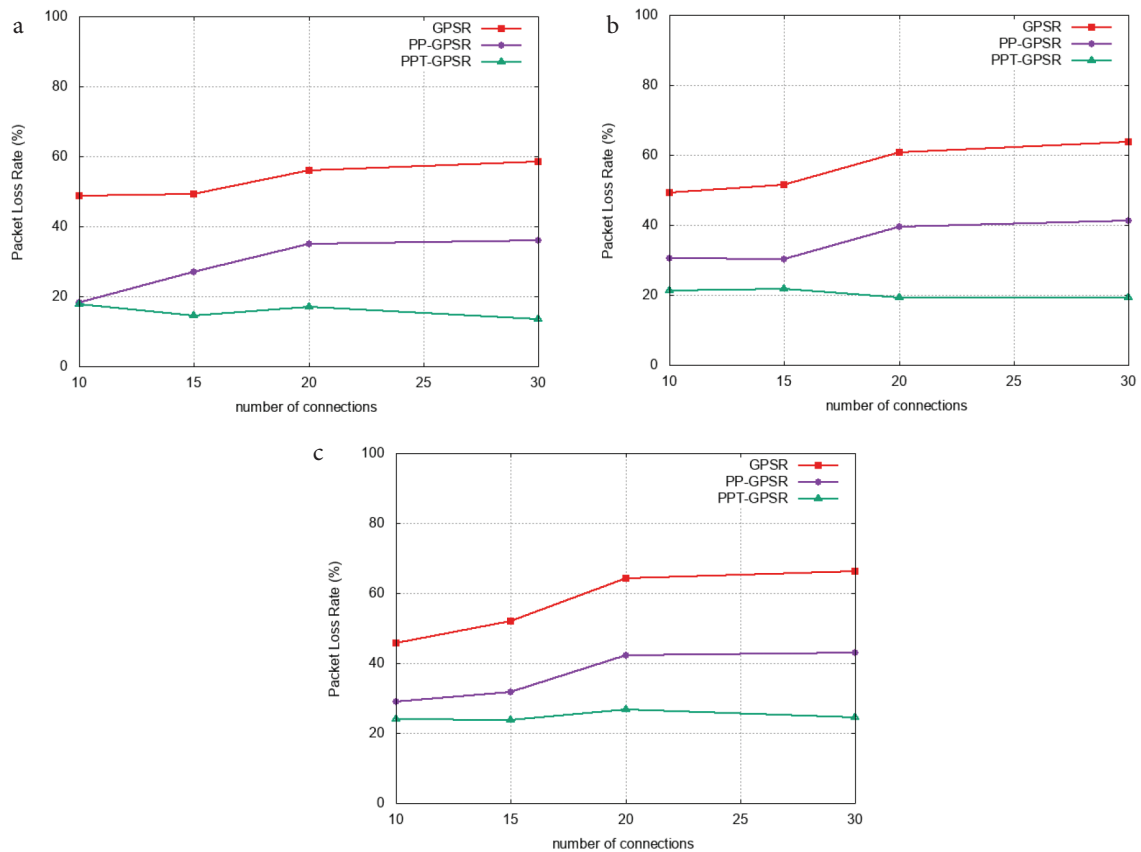 a
100
80
60
40
20
0
Packet Loss Rate (%)
GPSR
PP-GPSR
PPT-GPSR
10 15 20 25 30
number of connections
b
100
80
60
40
20
0
Packet Loss Rate (%)
GPSR
PP-GPSR
PPT-GPSR
10 15 20 25 30
number of connections
c
100
80
60
40
20
0
Packet Loss Rate (%)
GPSR
PP-GPSR
PPT-GPSR
10 15 20 25 30
number of connections